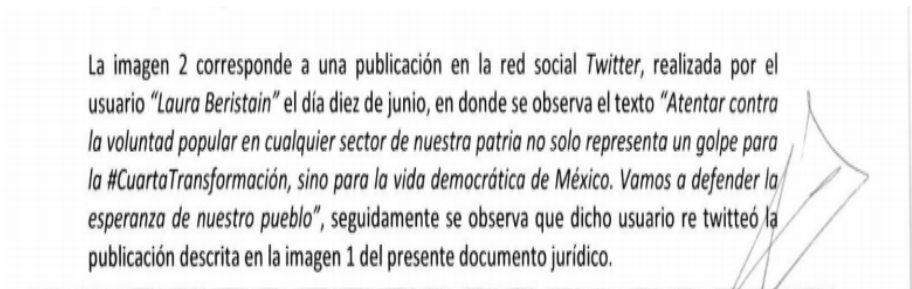 La imagen 2 corresponde a una publicación en la red social Twitter, realizada por el
usuario “Laura Beristain” el día diez de junio, en donde se observa el texto “Atentar contra
la voluntad popular en cualquier sector de nuestra patria no solo representa un golpe para
la #CuartaTransformación, sino para la vida democrática de México. Vamos a defender la
esperanza de nuestro pueblo”, seguidamente se observa que dicho usuario re twitteó la
publicación descrita en la imagen 1 del presente documento jurídico.